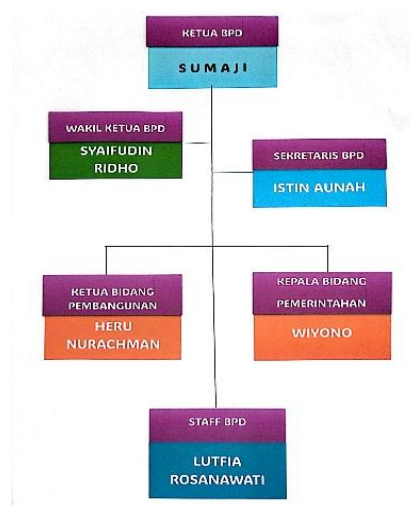 KETUA BPD
SUMAJI
WAKIL KETUA BPD
SYAIFUDIN
RIDHO
SEKRETARIS BPD
ISTIN AUNAH
KETUA BIDANG
PEMBANGUNAN
HERU
NURACHMAN
KEPALA BIDANG
PEMERINTAHAN
WIYONO
STAFF BPD
LUTFIA
ROSANAWATI